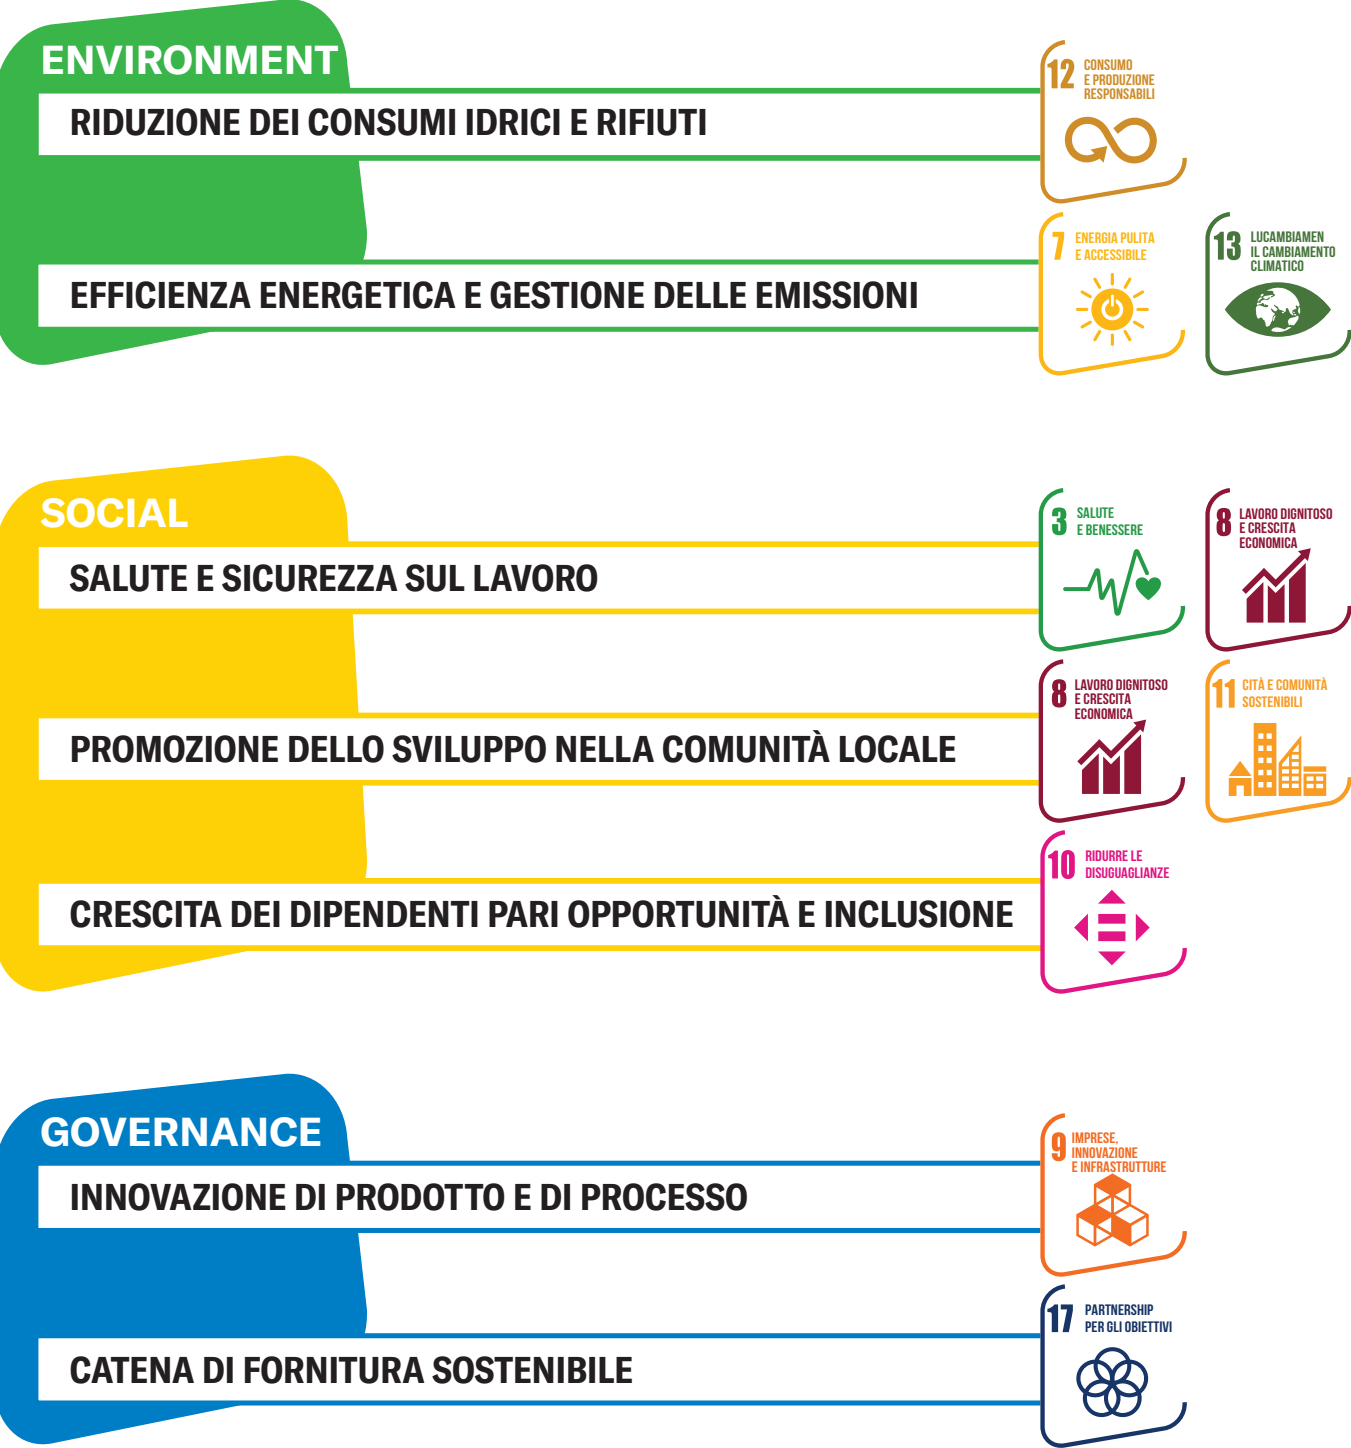 ENVIRONMENT
RIDUZIONE DEI CONSUMI IDRICI E RIFIUTI
12
CONSUMO
E PRODUZIONE
RESPONSABILI
EFFICIENZA ENERGETICA E GESTIONE DELLE EMISSIONI
7
ENERGIA PULITA
E ACCESSIBILE
13
LUCAMBIAMEN
IL CAMBIAMENTO
CLIMATICO
SOCIAL
SALUTE E SICUREZZA SUL LAVORO
3
SALUTE
E BENESSERE
8
LAVORO DIGNITOSO
E CRESCITA
ECONOMICA
PROMOZIONE DELLO SVILUPPO NELLA COMUNITÀ LOCALE
8
LAVORO DIGNITOSO
E CRESCITA
ECONOMICA
11
CITÀ E COMUNITÀ
SOSTENIBILI
CRESCITA DEI DIPENDENTI PARI OPPORTUNITÀ E INCLUSIONE
10
RIDURRE LE
DISUGUAGLIANZE
GOVERNANCE
INNOVAZIONE DI PRODOTTO E DI PROCESSO
9
IMPRESE,
INNOVAZIONE
E INFRASTRUTTURE
CATENA DI FORNITURA SOSTENIBILE
17
PARTNERSHIP
PER GLI OBIETTIVI